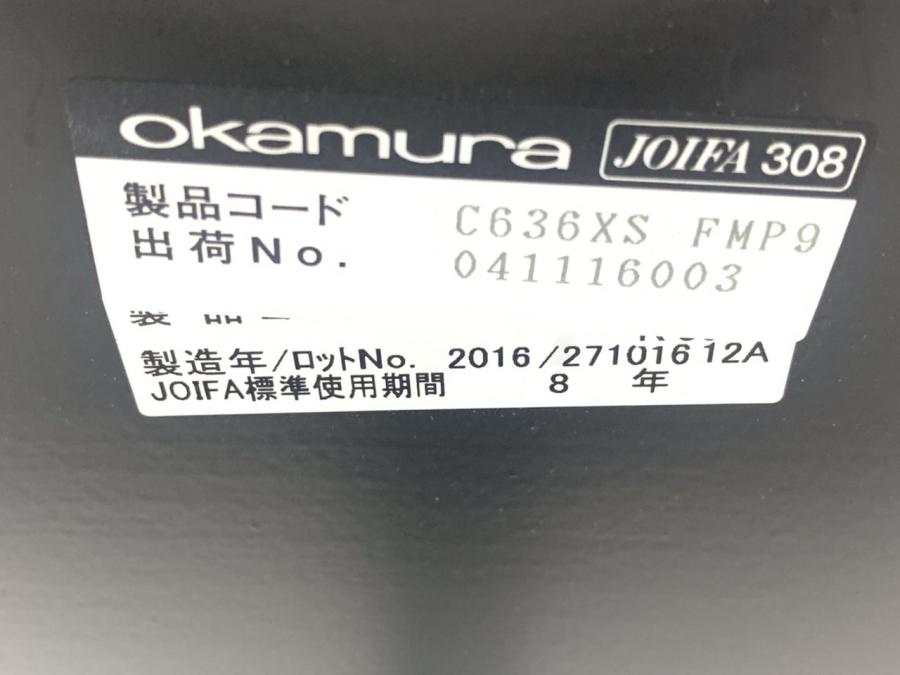 okamura JOIFA 308
製品コード C636XS FMP9
出荷No. 041116003
製造年/ロットNo. 2016/27101612A
JOIFA標準使用期間 8 年